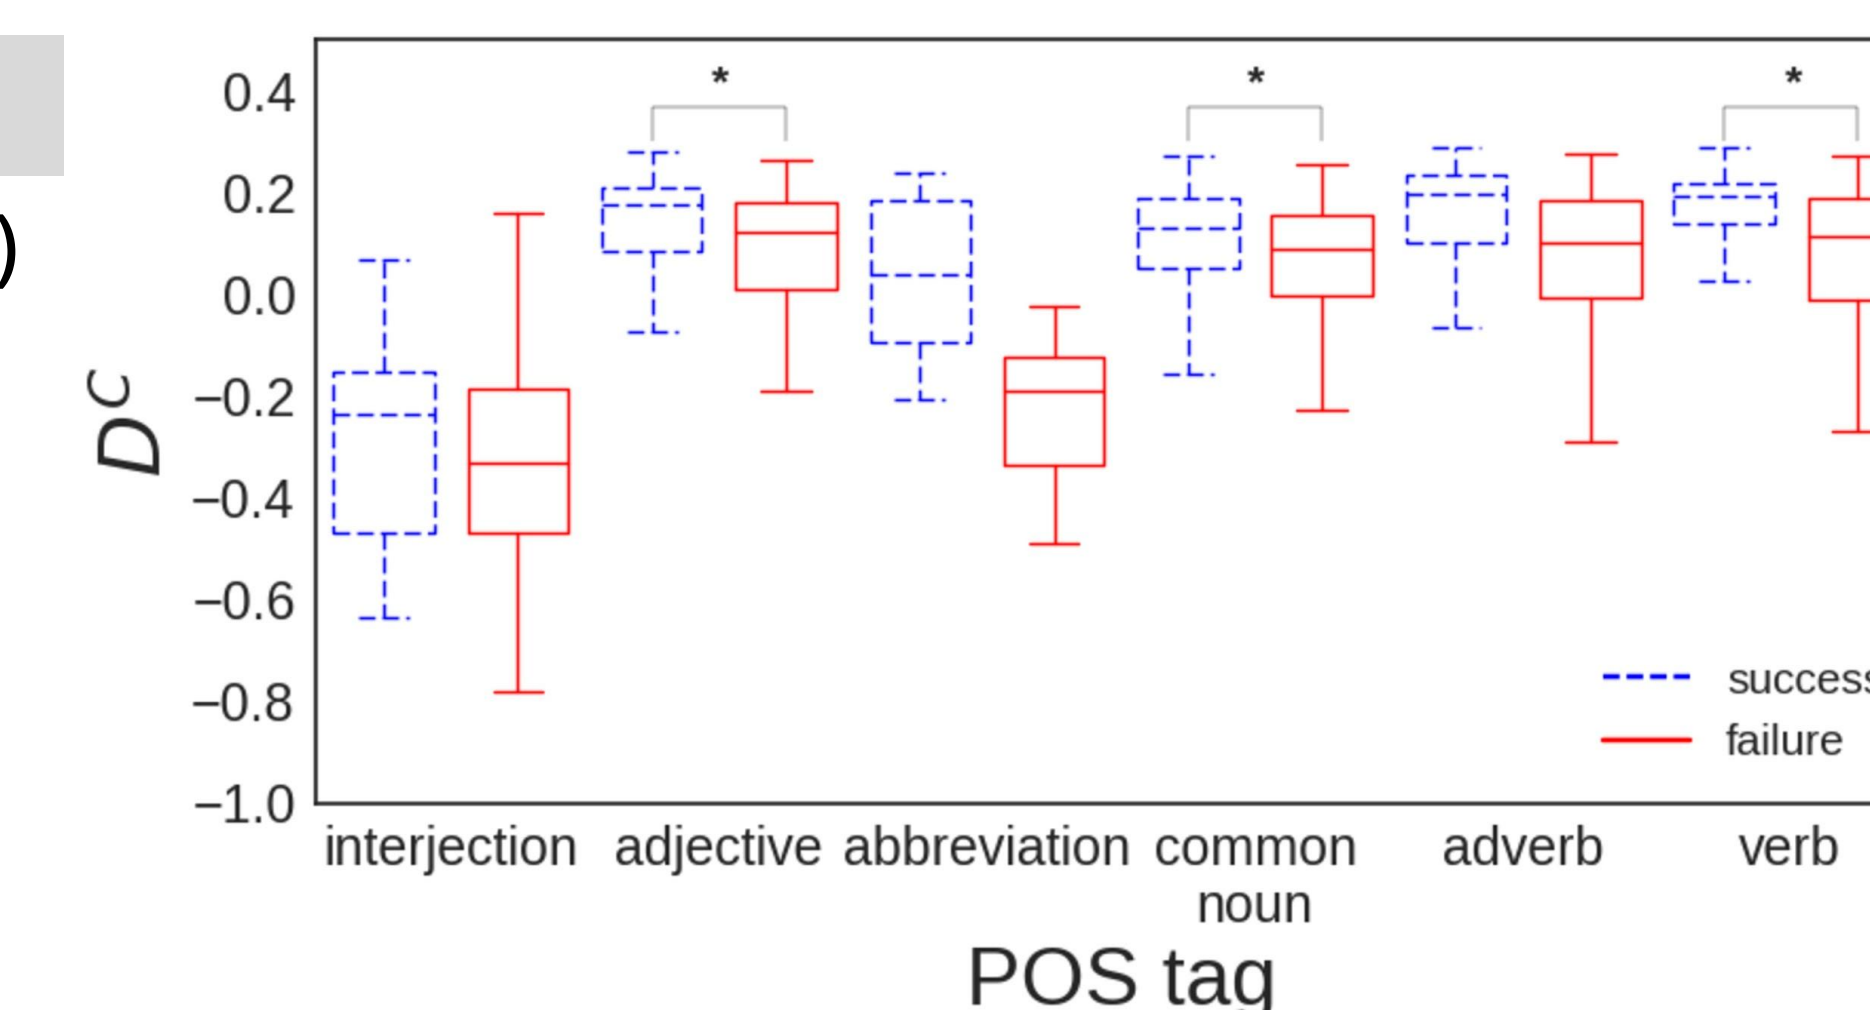 )
0.4
0.2
0.0
−0.2
−0.4
−0.6
−0.8
−1.0
D^C
* * *
success
failure
interjection adjective abbreviation common noun adverb verb
POS tag